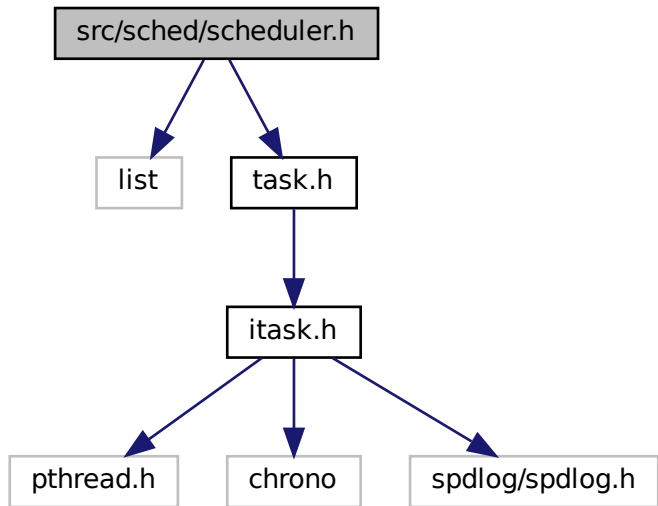 src/sched/scheduler.h
list
task.h
itask.h
pthread.h
chrono
spdlog/spdlog.h